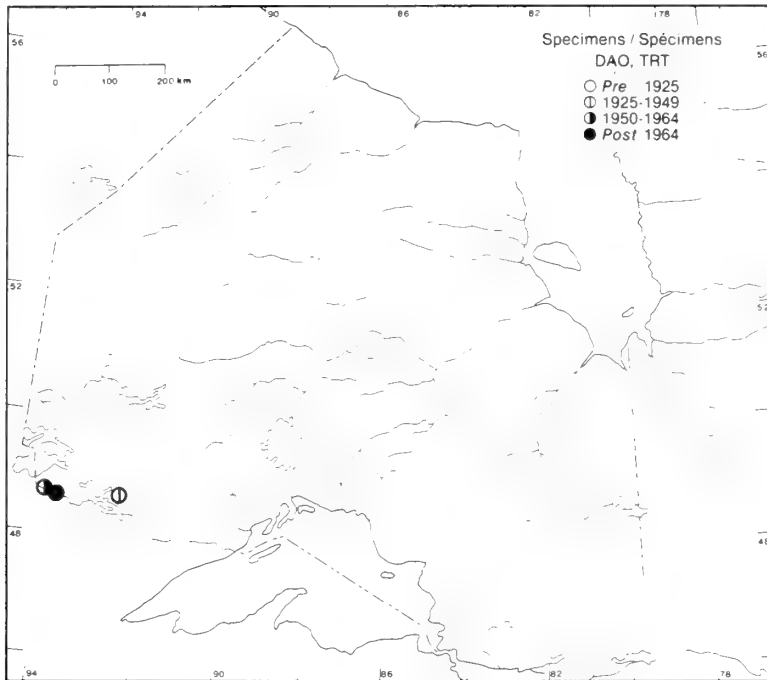 94 90 86 82 178
56
56
Specimens / Spécimens
DAO, TRT
Pre 1925
1925-1949
1950-1964
Post 1964
0 100 200 km
52
52
48
48
94 90 86 82 78